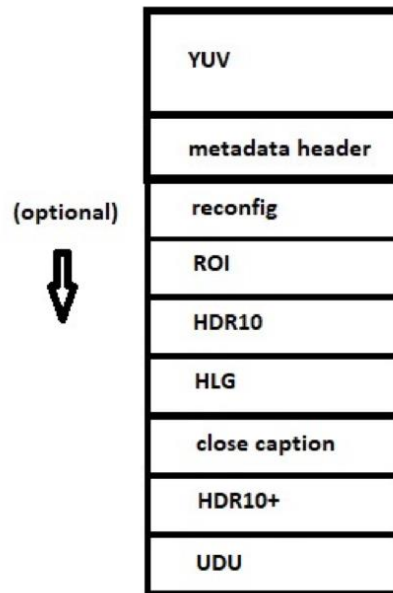 YUV
metadata header
(optional)
reconfig
ROI
HDR10
HLG
close caption
HDR10+
UDU